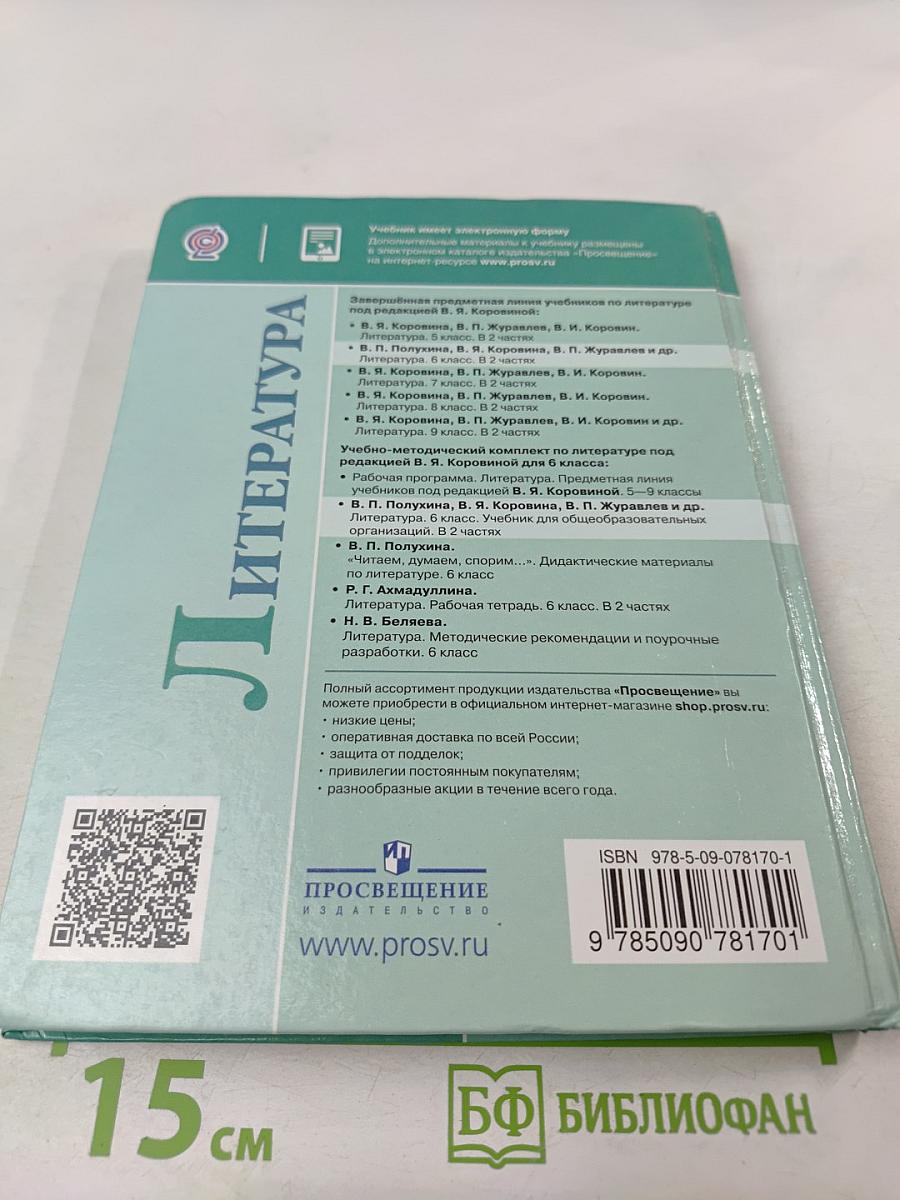 Учебник имеет электронную форму
Дополнительные материалы к учебнику размещены
в электронном каталоге издательства «Просвещение»
на интернет-ресурсе www.prosv.ru
ЛИТЕРАТУРА
Завершённая предметная линия учебников по литературе
под редакцией В. Я. Коровиной:
• В. Я. Коровина, В. П. Журавлев, В. И. Коровин.
Литература. 5 класс. В 2 частях
• В. П. Полухина, В. Я. Коровина, В. П. Журавлев и др.
Литература. 6 класс. В 2 частях
• В. Я. Коровина, В. П. Журавлев, В. И. Коровин.
Литература. 7 класс. В 2 частях
• В. Я. Коровина, В. П. Журавлев, В. И. Коровин.
Литература. 8 класс. В 2 частях
• В. Я. Коровина, В. П. Журавлев, В. И. Коровин и др.
Литература. 9 класс. В 2 частях
Учебно-методический комплект по литературе под
редакцией В. Я. Коровиной для 6 класса:
• Рабочая программа. Литература. Предметная линия
учебников под редакцией В. Я. Коровиной. 5—9 классы
• В. П. Полухина, В. Я. Коровина, В. П. Журавлев и др.
Литература. 6 класс. Учебник для общеобразовательных
организаций. В 2 частях
• В. П. Полухина.
«Читаем, думаем, спорим...». Дидактические материалы
по литературе. 6 класс
• Р. Г. Ахмадуллина.
Литература. Рабочая тетрадь. 6 класс. В 2 частях
• Н. В. Беляева.
Литература. Методические рекомендации и поурочные
разработки. 6 класс
Полный ассортимент продукции издательства «Просвещение» вы
можете приобрести в официальном интернет-магазине shop.prosv.ru:
· низкие цены;
· оперативная доставка по всей России;
· защита от подделок;
· привилегии постоянным покупателям;
· разнообразные акции в течение всего года.
ПРОСВЕЩЕНИЕ
ИЗДАТЕЛЬСТВО
www.prosv.ru
ISBN 978-5-09-078170-1
9 785090 781701
15 см
БФ БИБЛИОФАН